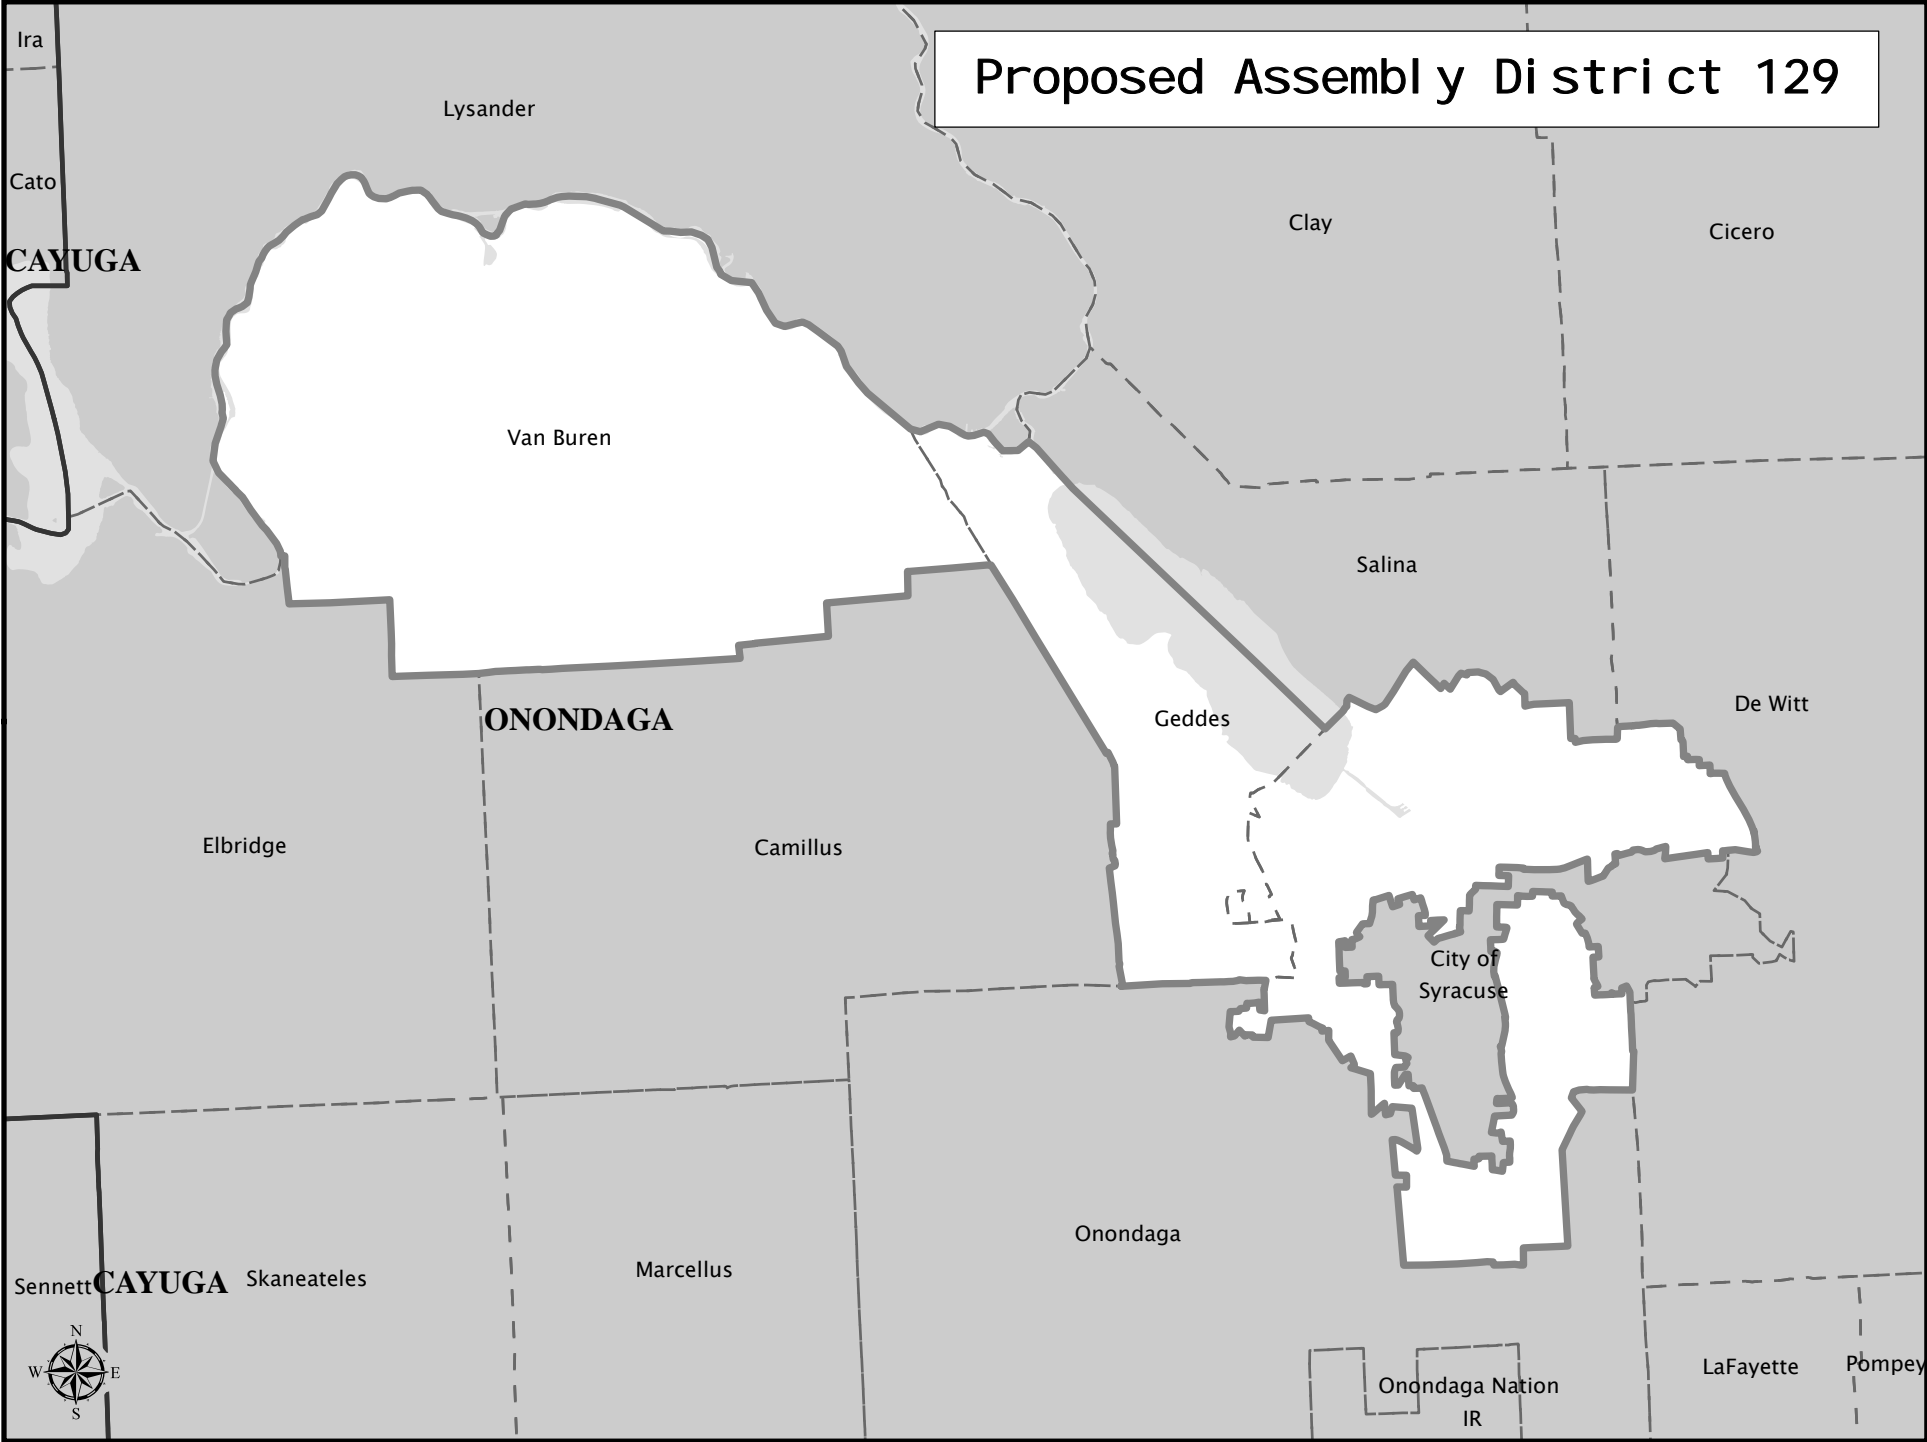 Ira
Proposed Assembly District 129
Lysander
Cato
Clay
Cicero
CAYUGA
Van Buren
Salina
De Witt
Geddes
ONONDAGA
Elbridge
Camillus
City of
Syracuse
Onondaga
Marcellus
Sennett
CAYUGA
Skaneateles
N
W
E
S
LaFayette
Pompey
Onondaga Nation
IR